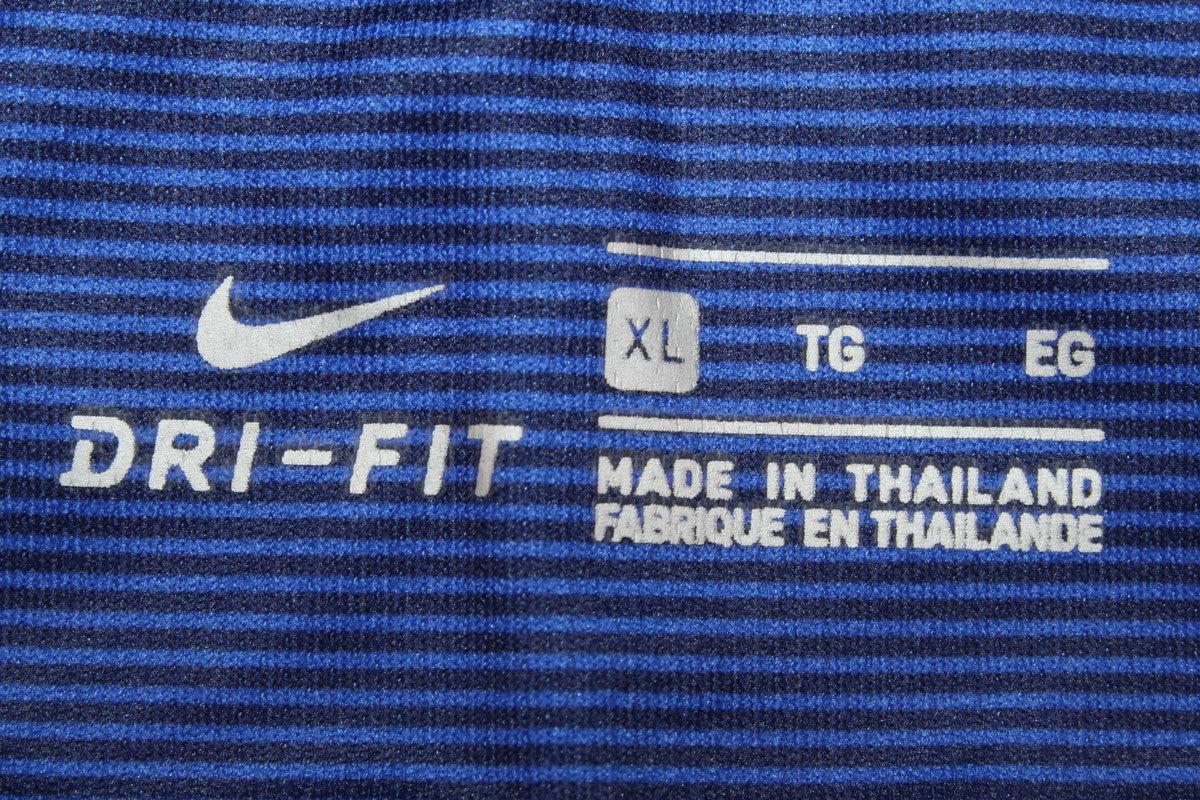 DRI-FIT
XL TG EG
MADE IN THAILAND
FABRIQUE EN THAILANDE